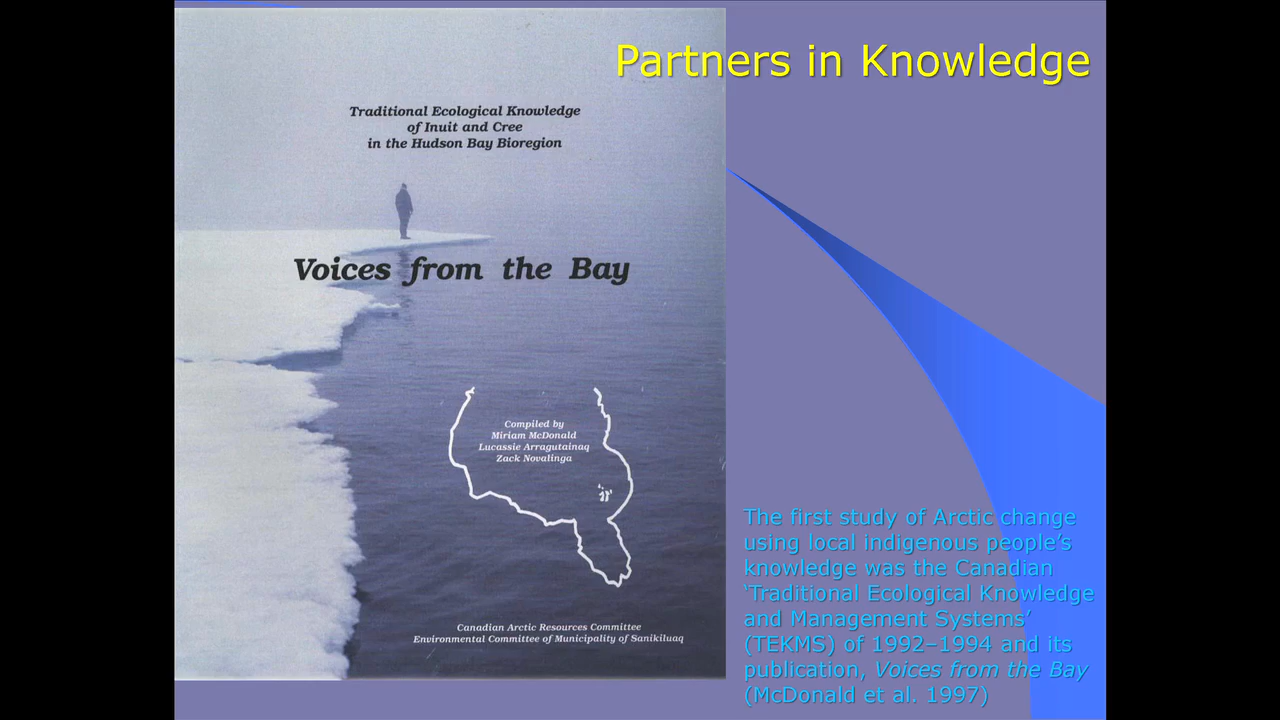 Partners in Knowledge
Traditional Ecological Knowledge
of Inuit and Cree
in the Hudson Bay Bioregion
Voices from the Bay
Compiled by
Miriam McDonald
Lucassie Arragutainaq
Zack Novalinga
Canadian Arctic Resources Committee
Environmental Committee of Municipality of Sanikiluaq
The first study of Arctic change
using local indigenous people’s
knowledge was the Canadian
‘Traditional Ecological Knowledge
and Management Systems’
(TEKMS) of 1992–1994 and its
publication, Voices from the Bay
(McDonald et al. 1997)